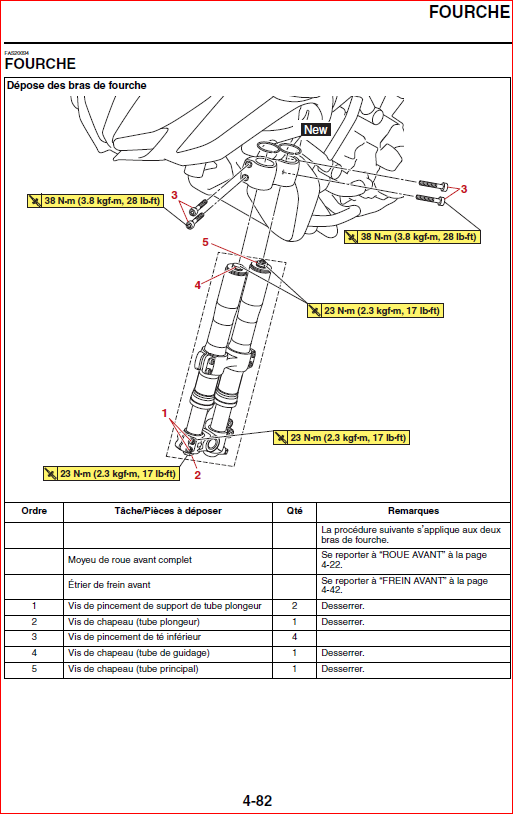 FOURCHE
FAS20034
FOURCHE
Dépose des bras de fourche
New
3
3
38 N·m (3.8 kgf·m, 28 lb·ft)
38 N·m (3.8 kgf·m, 28 lb·ft)
5
4
23 N·m (2.3 kgf·m, 17 lb·ft)
1
23 N·m (2.3 kgf·m, 17 lb·ft)
23 N·m (2.3 kgf·m, 17 lb·ft)
2
Ordre Tâche/Pièces à déposer Qté Remarques
La procédure suivante s'applique aux deux
bras de fourche.
Moyeu de roue avant complet Se reporter à "ROUE AVANT" à la page
4-22.
Étrier de frein avant Se reporter à "FREIN AVANT" à la page
4-42.
1 Vis de pincement de support de tube plongeur 2 Desserrer.
2 Vis de chapeau (tube plongeur) 1 Desserrer.
3 Vis de pincement de té inférieur 4
4 Vis de chapeau (tube de guidage) 1 Desserrer.
5 Vis de chapeau (tube principal) 1 Desserrer.
4-82